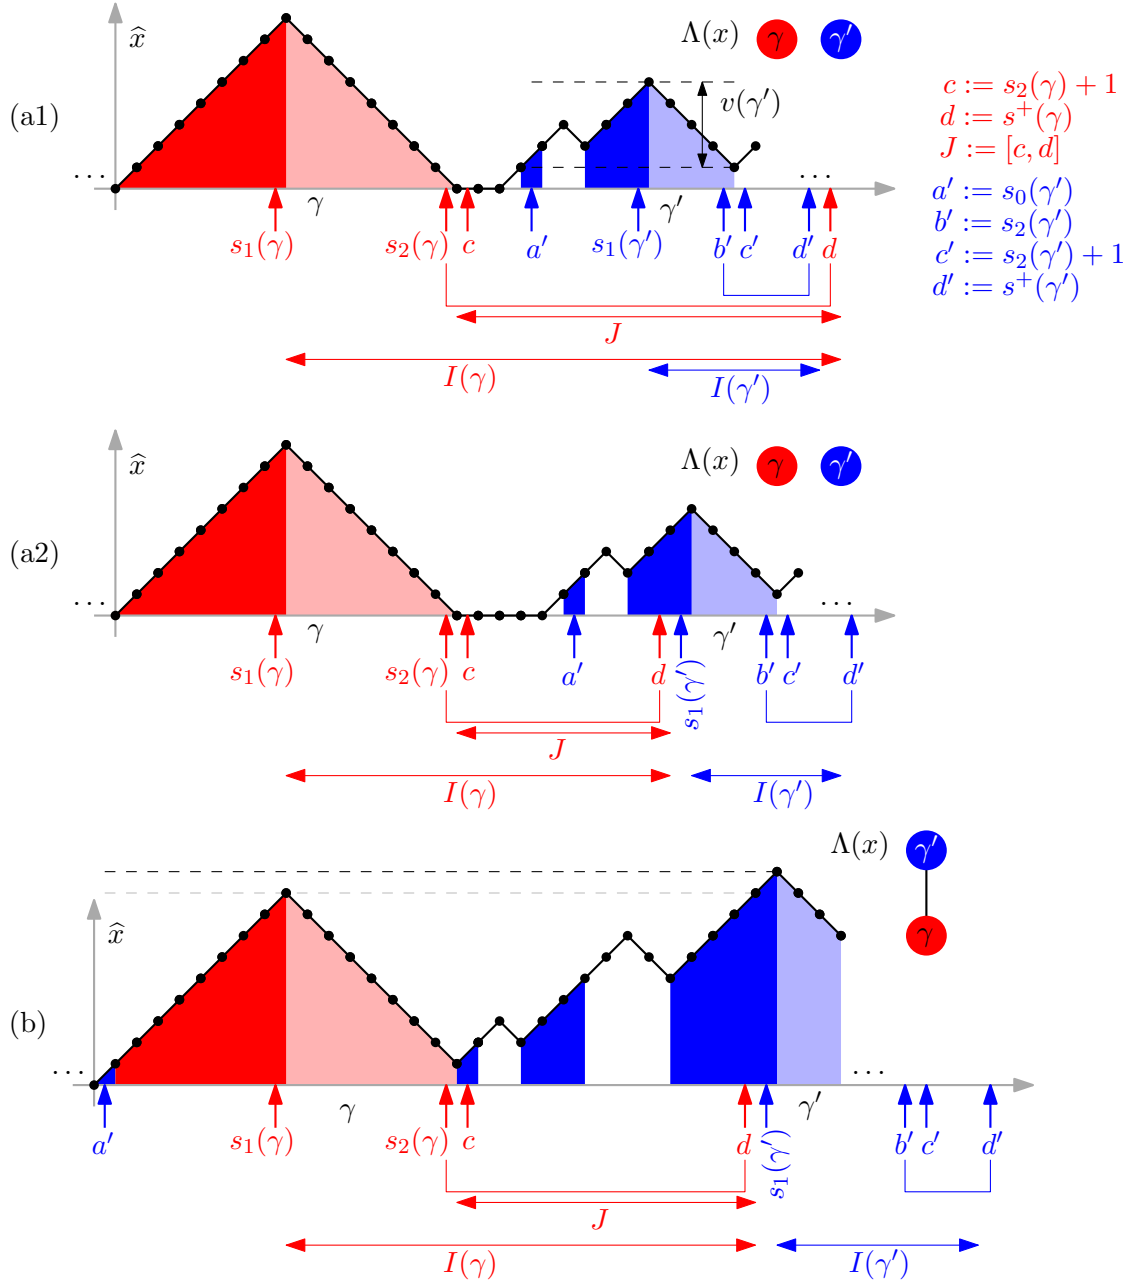 x̂ Λ(x) γ γ′
(a1) v(γ′)
c := s₂(γ) + 1
d := s⁺(γ)
J := [c, d]
a′ := s₀(γ′)
b′ := s₂(γ′)
c′ := s₂(γ′) + 1
d′ := s⁺(γ′)
... γ γ′ ...
s₁(γ) s₂(γ) c a′ s₁(γ′) b′ c′ d′ d
J
I(γ) I(γ′)
x̂ Λ(x) γ γ′
(a2)
... γ γ′ ...
s₁(γ) s₂(γ) c a′ d s₁(γ′) b′ c′ d′
J
I(γ) I(γ′)
Λ(x) γ′
x̂ γ
(b)
... γ γ′ ...
a′ s₁(γ) s₂(γ) c d s₁(γ′) b′ c′ d′
J
I(γ) I(γ′)